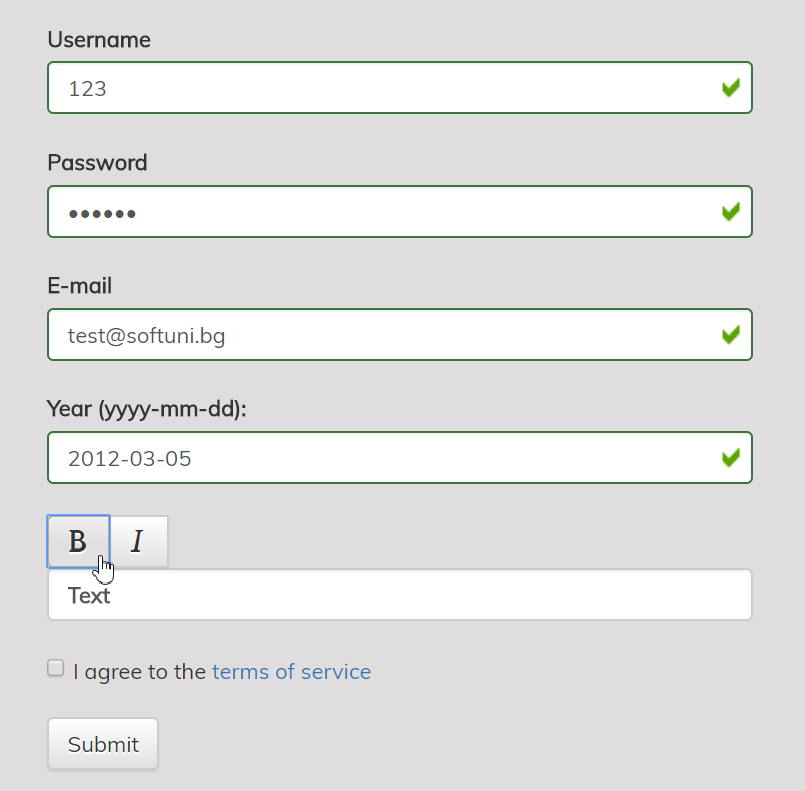 Username
123
Password
••••••
E-mail
test@softuni.bg
Year (yyyy-mm-dd):
2012-03-05
B I
Text
I agree to the terms of service
Submit